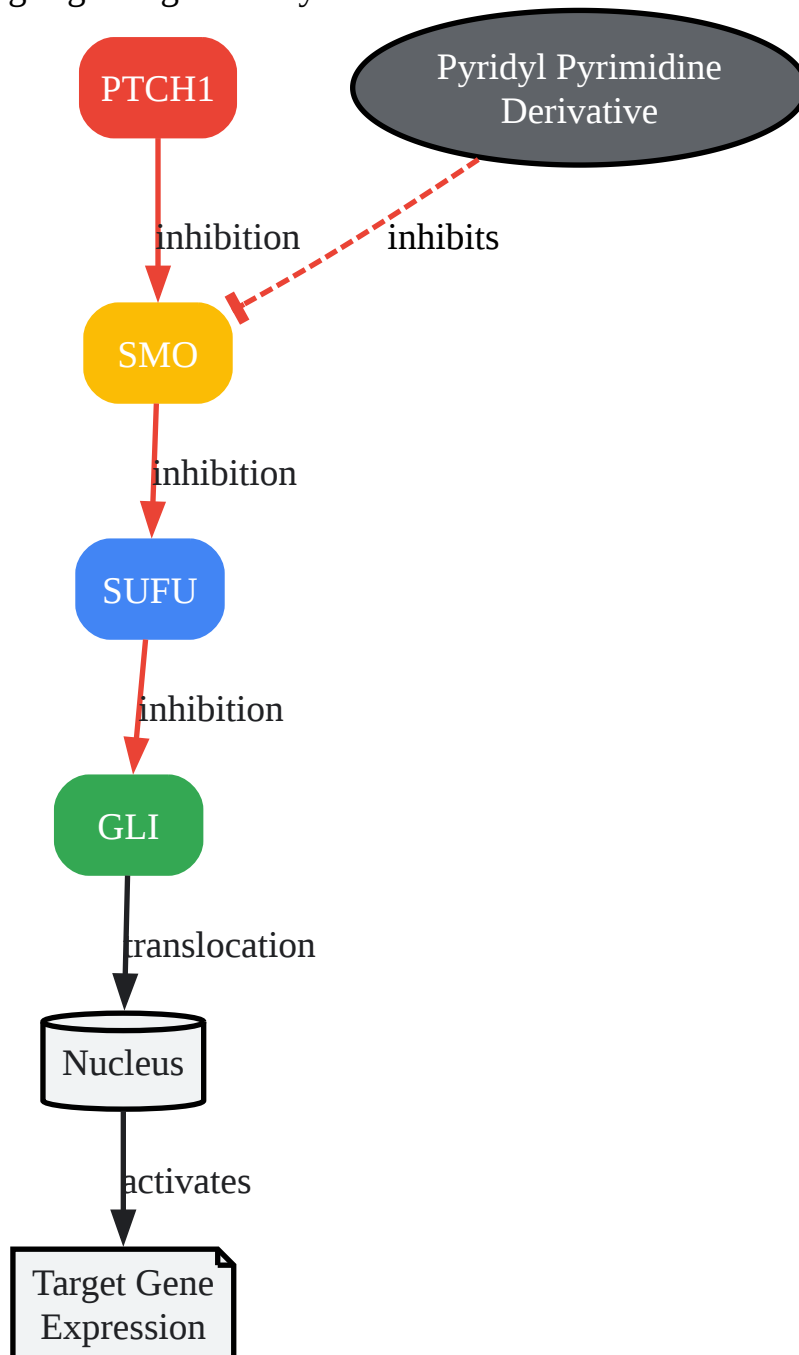 PTCH1
Pyridyl Pyrimidine
Derivative
inhibition
inhibits
SMO
inhibition
SUFU
inhibition
GLI
translocation
Nucleus
activates
Target Gene
Expression